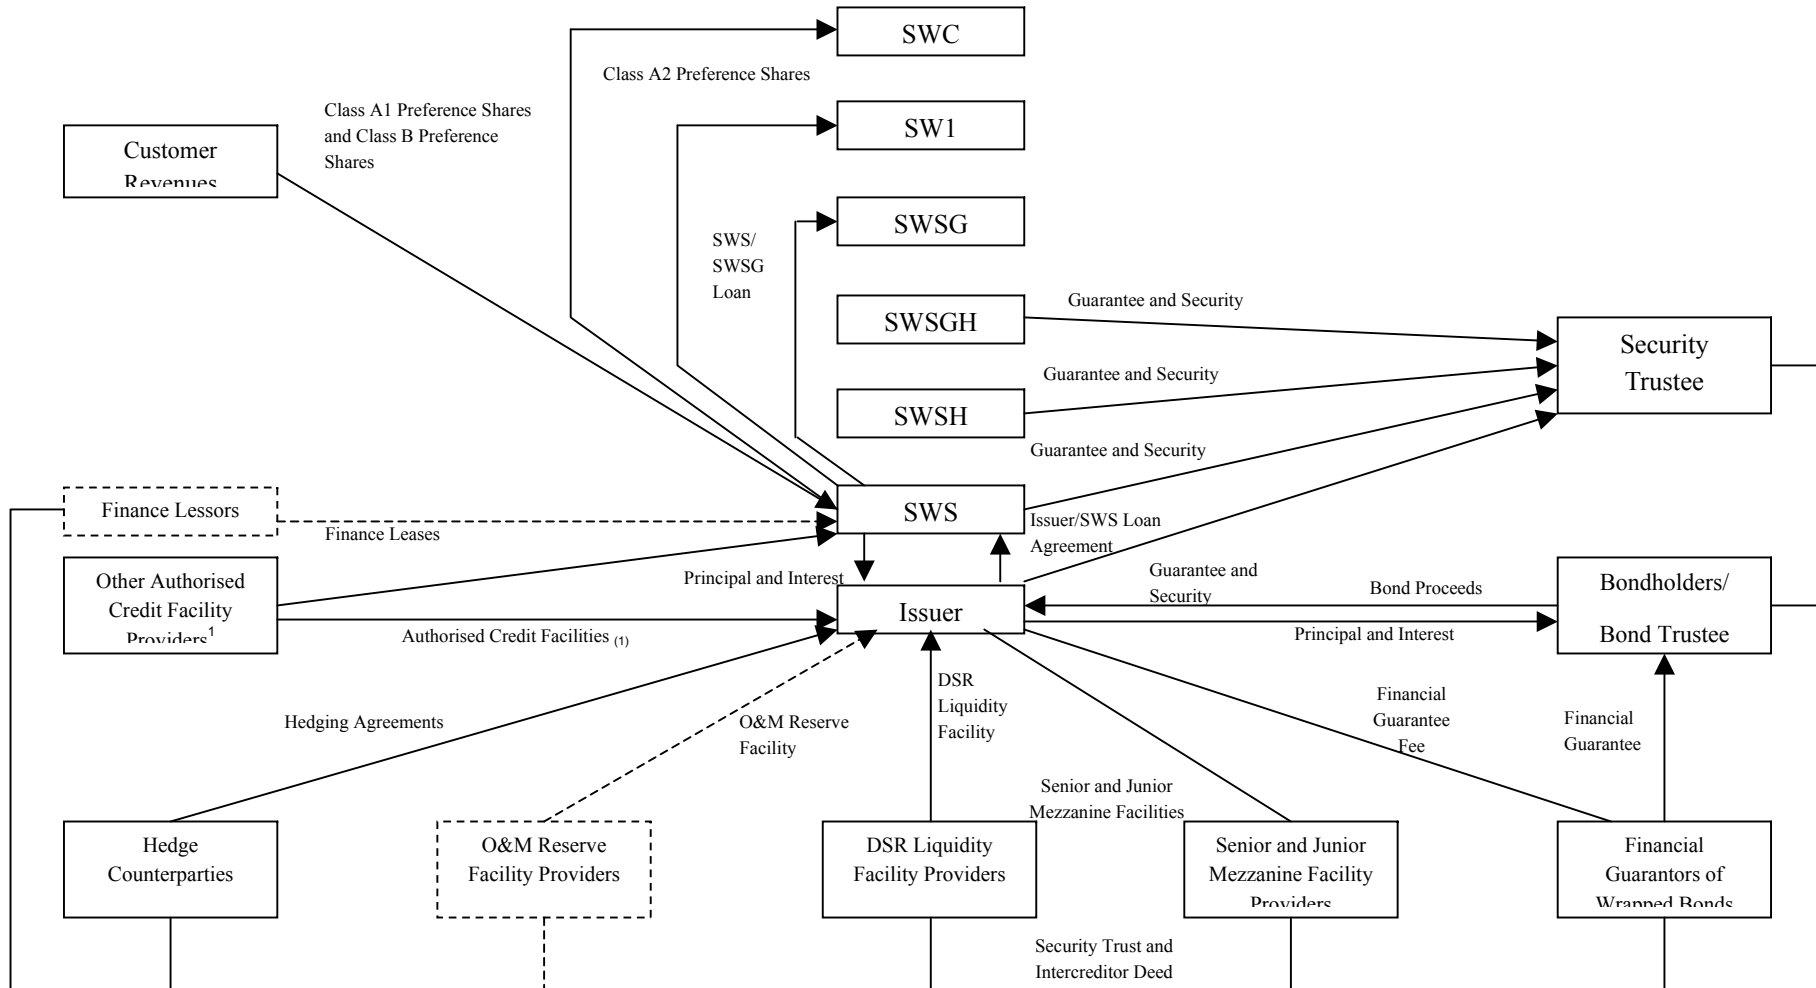 SWC
Class A2 Preference Shares
Class A1 Preference Shares
and Class B Preference
Shares
SW1
Customer
Revenues
SWSG
SWS/
SWSG
Loan
SWSGH
Guarantee and Security
Security
Trustee
SWSH
Guarantee and Security
Guarantee and Security
Finance Lessors
Finance Leases
SWS
Issuer/SWS Loan
Agreement
Other Authorised
Credit Facility
Providers1
Principal and Interest
Authorised Credit Facilities (1)
Issuer
Guarantee and
Security
Bond Proceeds
Principal and Interest
Bondholders/
Bond Trustee
Hedging Agreements
O&M Reserve
Facility
DSR
Liquidity
Facility
Financial
Guarantee
Fee
Financial
Guarantee
Senior and Junior
Mezzanine Facilities
Hedge
Counterparties
O&M Reserve
Facility Providers
DSR Liquidity
Facility Providers
Senior and Junior
Mezzanine Facility
Providers
Financial
Guarantors of
Wrapped Bonds
Security Trust and
Intercreditor Deed